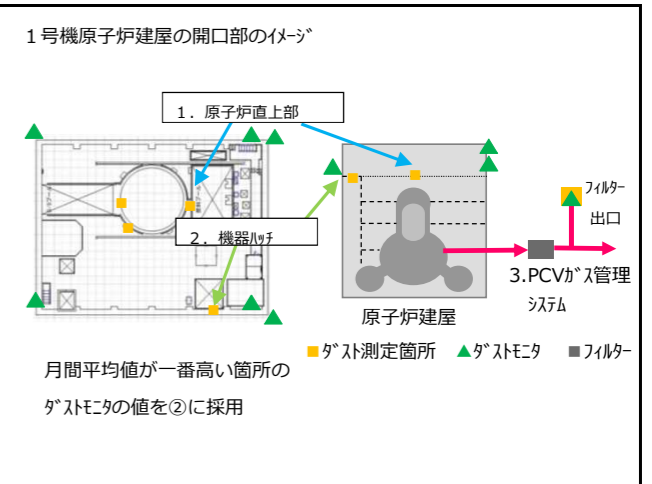 １号機原子炉建屋の開口部のｲﾒｰｼﾞ
１．原子炉直上部
２．機器ﾊｯﾁ
ﾌｨﾙﾀｰ
出口
3.PCVｶﾞｽ管理
ｼｽﾃﾑ
原子炉建屋
■ﾀﾞｽﾄ測定箇所 ▲ﾀﾞｽﾄﾓﾆﾀ ■ﾌｨﾙﾀｰ
月間平均値が一番高い箇所の
ﾀﾞｽﾄﾓﾆﾀの値を②に採用